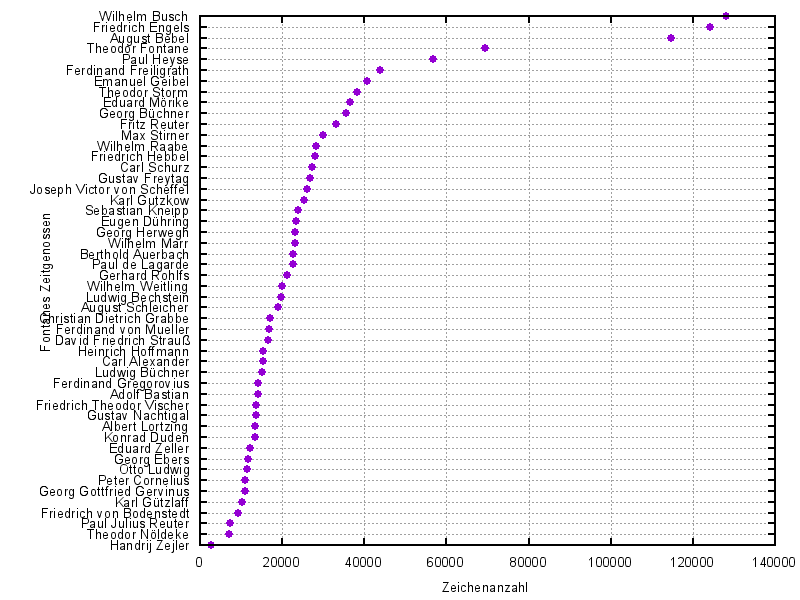 Wilhelm Busch
Friedrich Engels
August Bebel
Theodor Fontane
Paul Heyse
Ferdinand Freiligrath
Emanuel Geibel
Theodor Storm
Eduard Mörike
Georg Büchner
Fritz Reuter
Max Stirner
Wilhelm Raabe
Friedrich Hebbel
Carl Schurz
Gustav Freytag
Joseph Victor von Scheffel
Karl Gutzkow
Sebastian Kneipp
Eugen Dühring
Georg Herwegh
Wilhelm Marr
Berthold Auerbach
Paul de Lagarde
Gerhard Rohlfs
Wilhelm Weitling
Ludwig Bechstein
August Schleicher
Christian Dietrich Grabbe
Ferdinand von Mueller
David Friedrich Strauß
Heinrich Hoffmann
Carl Alexander
Ludwig Büchner
Ferdinand Gregorovius
Adolf Bastian
Friedrich Theodor Vischer
Gustav Nachtigal
Albert Lortzing
Konrad Duden
Eduard Zeller
Georg Ebers
Otto Ludwig
Peter Cornelius
Georg Gottfried Gervinus
Karl Gützlaff
Friedrich von Bodenstedt
Paul Julius Reuter
Theodor Nöldeke
Handrij Zejler
Fontanes Zeitgenossen
0 20000 40000 60000 80000 100000 120000 140000
Zeichenanzahl